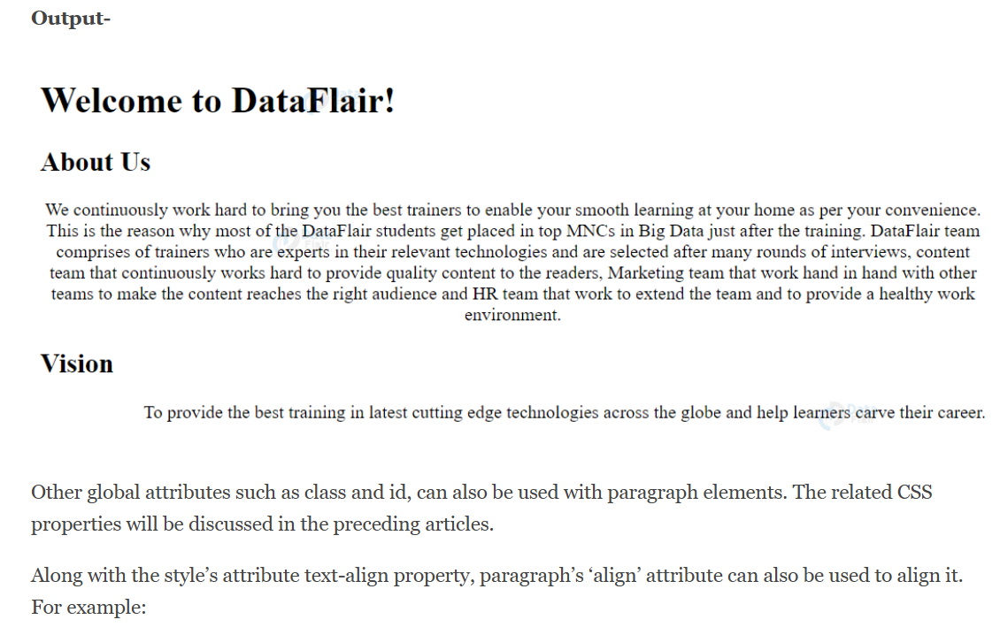 Output-
Welcome to DataFlair!
About Us
We continuously work hard to bring you the best trainers to enable your smooth learning at your home as per your convenience.
This is the reason why most of the DataFlair students get placed in top MNCs in Big Data just after the training. DataFlair team
comprises of trainers who are experts in their relevant technologies and are selected after many rounds of interviews, content
team that continuously works hard to provide quality content to the readers, Marketing team that work hand in hand with other
teams to make the content reaches the right audience and HR team that work to extend the team and to provide a healthy work
environment.
Vision
To provide the best training in latest cutting edge technologies across the globe and help learners carve their career.
Other global attributes such as class and id, can also be used with paragraph elements. The related CSS
properties will be discussed in the preceding articles.
Along with the style’s attribute text-align property, paragraph’s ‘align’ attribute can also be used to align it.
For example: